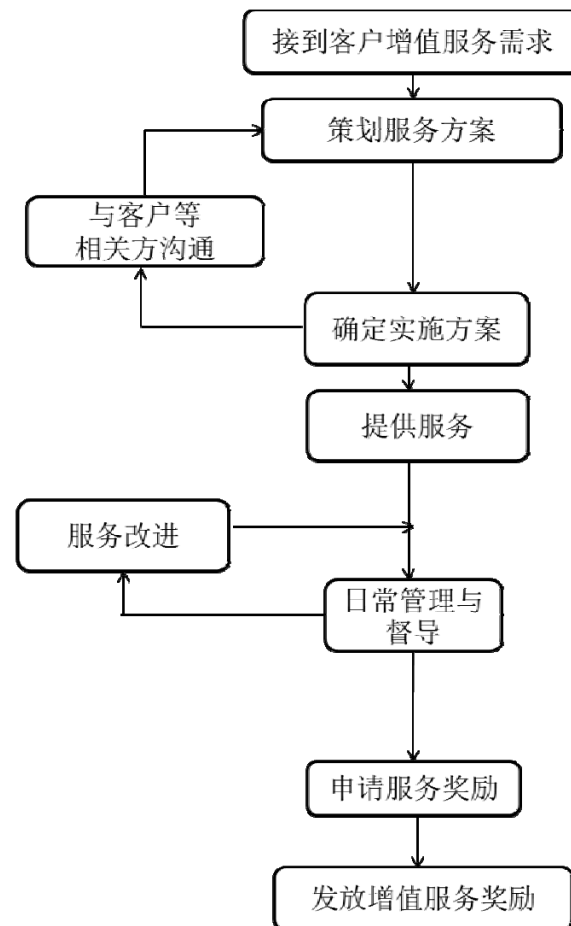 接到客户增值服务需求
策划服务方案
与客户等
相关方沟通
确定实施方案
提供服务
服务改进
日常管理与
督导
申请服务奖励
发放增值服务奖励